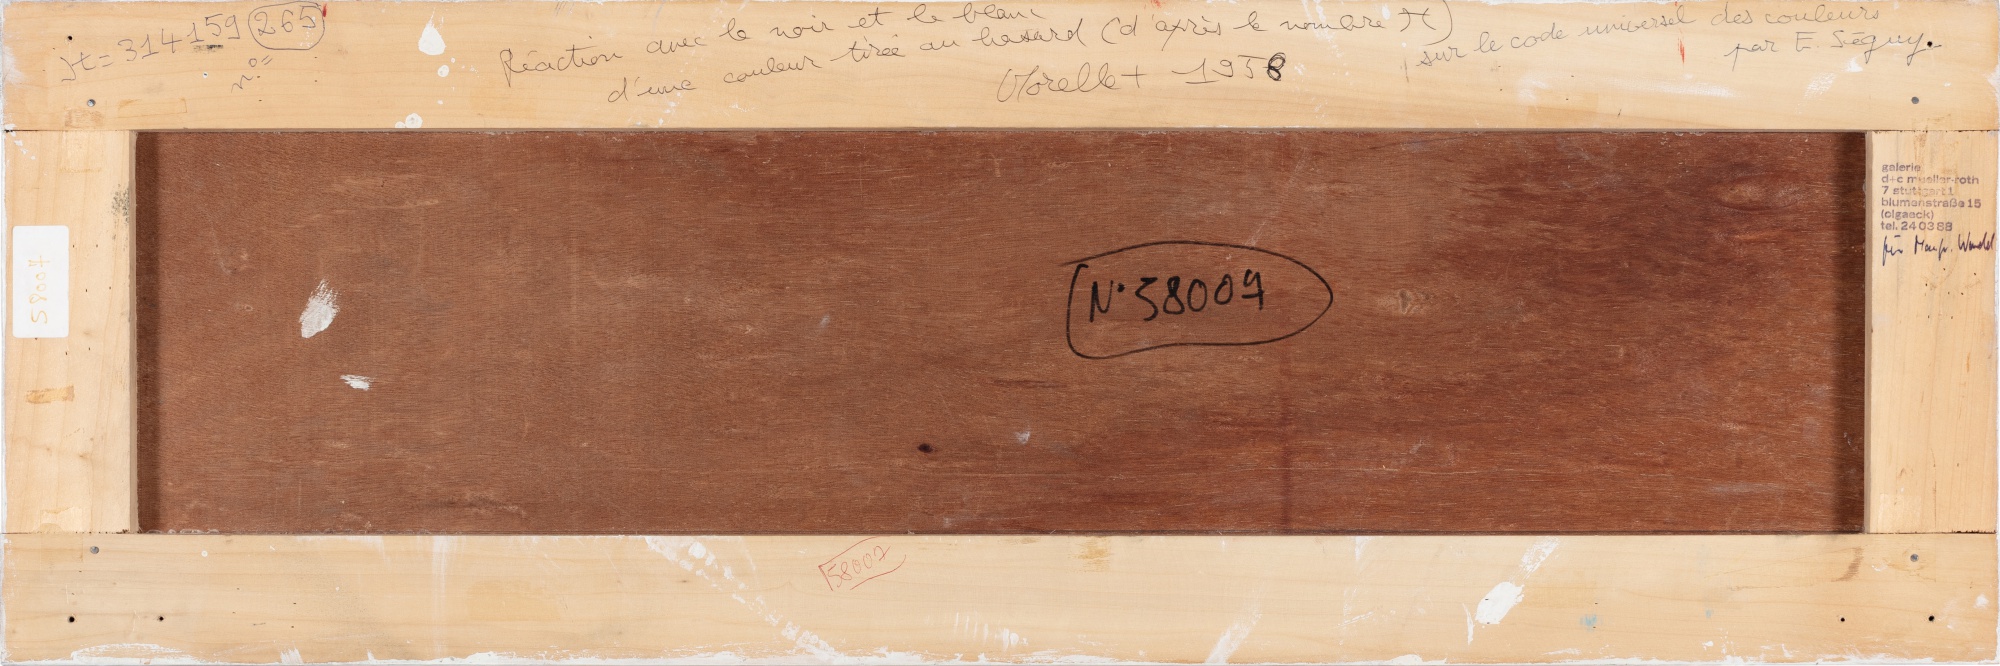 π = 314159 265
n.º =
Réaction avec le noir et le blanc
d'une couleur tirée au hasard (d'après le nombre π)
sur le code universel des couleurs
par E. Séguy.
Morellet 1958
galerie
d+c mueller-roth
7 stuttgart 1
blumenstraße 15
(olgaeck)
tel. 240388
für
58007
N° 58007
58007